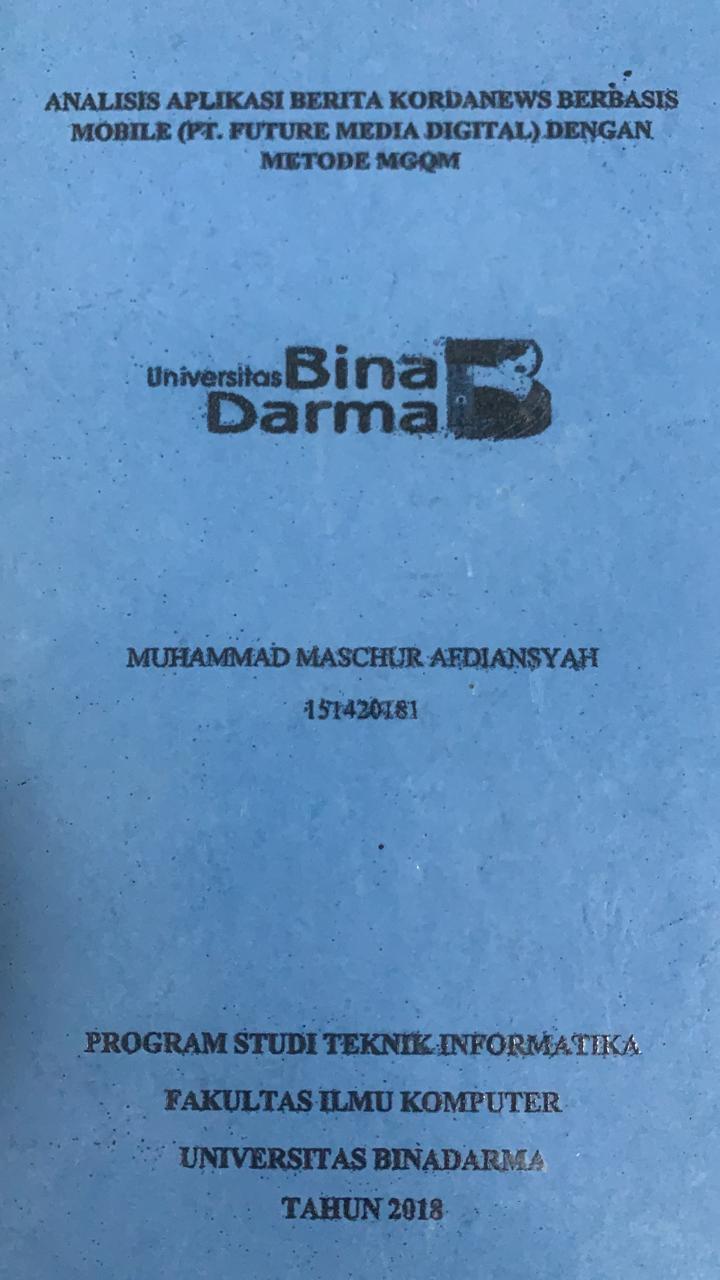 ANALISIS APLIKASI BERITA KORDANEWS BERBASIS
MOBILE (PT. FUTURE MEDIA DIGITAL) DENGAN
METODE MGQM
Universitas Bina
Darma
MUHAMMAD MASCHUR AFDIANSYAH
151420181
PROGRAM STUDI TEKNIK INFORMATIKA
FAKULTAS ILMU KOMPUTER
UNIVERSITAS BINADARMA
TAHUN 2018